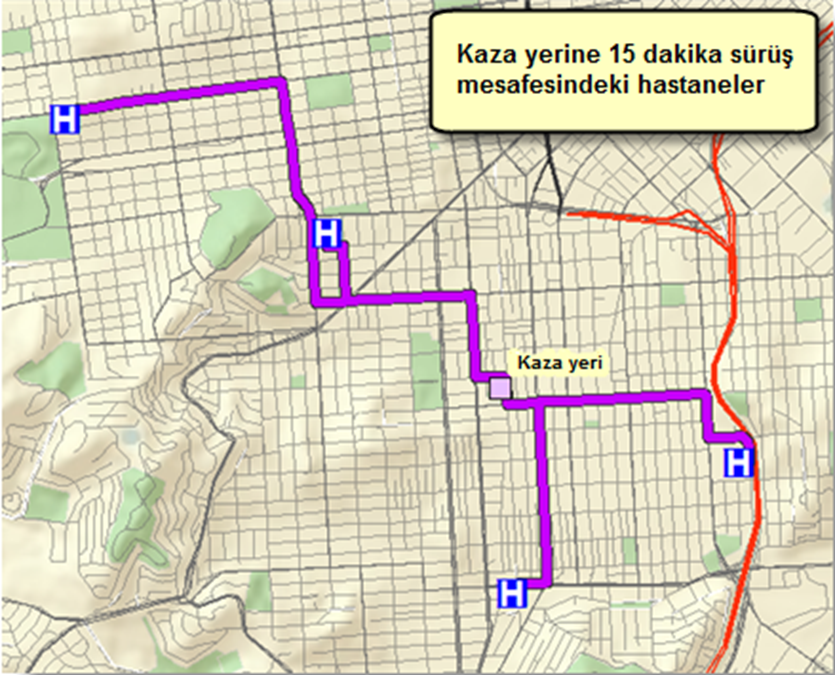 Kaza yerine 15 dakika sürüş
mesafesindeki hastaneler
H
H
Kaza yeri
H
H